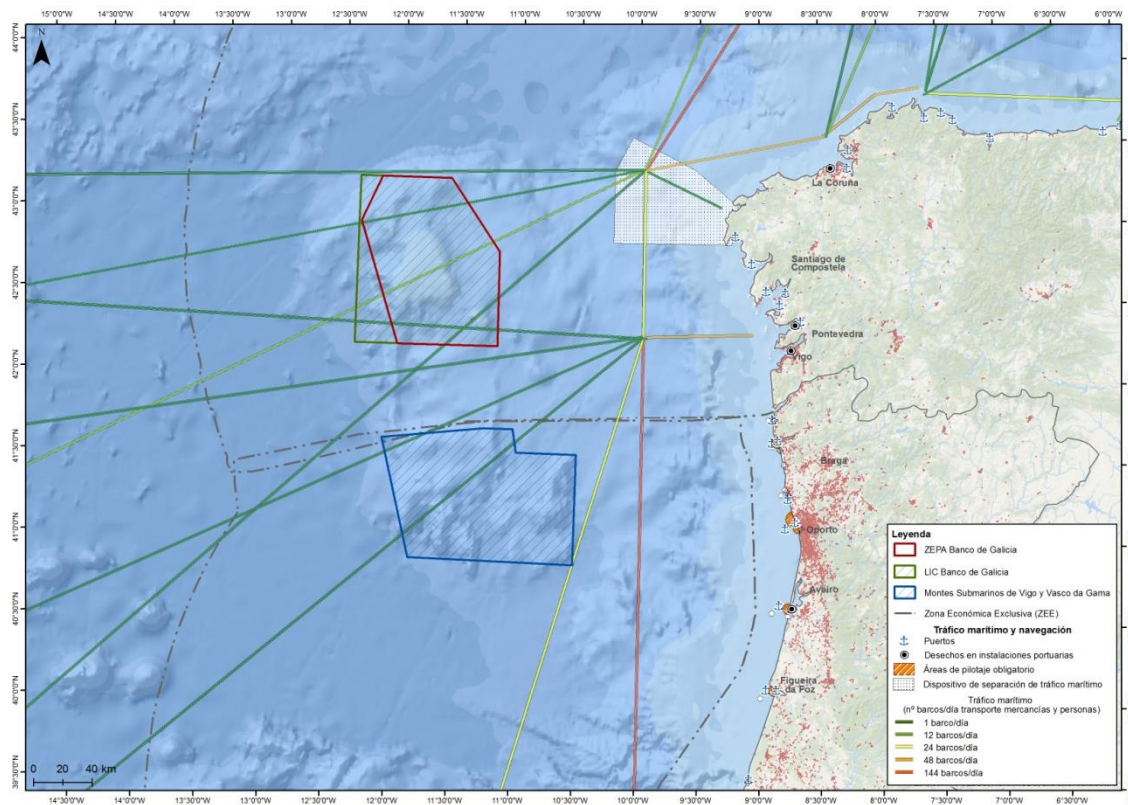 15°0'0"W 14°30'0"W 14°0'0"W 13°30'0"W 13°0'0"W 12°30'0"W 12°0'0"W 11°30'0"W 11°0'0"W 10°30'0"W 10°0'0"W 9°30'0"W 9°0'0"W 8°30'0"W 8°0'0"W 7°30'0"W 7°0'0"W 6°30'0"W 6°0'0"W
N
44°0'0"N
43°30'0"N
43°0'0"N
42°30'0"N
42°0'0"N
41°30'0"N
41°0'0"N
40°30'0"N
40°0'0"N
39°30'0"N
La Coruña
Santiago de
Compostela
Pontevedra
Vigo
Braga
Oporto
Aveiro
Figueira
da Foz
Leyenda
ZEPA Banco de Galicia
LIC Banco de Galicia
Montes Submarinos de Vigo y Vasco da Gama
Zona Económica Exclusiva (ZEE)
Tráfico marítimo y navegación
Puertos
Desechos en instalaciones portuarias
Áreas de pilotaje obligatorio
Dispositivo de separación de tráfico marítimo
Tráfico marítimo
(nº barcos/día transporte mercancías y personas)
1 barco/día
12 barcos/día
24 barcos/día
48 barcos/día
144 barcos/día
0 20 40 km
14°30'0"W 14°0'0"W 13°30'0"W 13°0'0"W 12°30'0"W 12°0'0"W 11°30'0"W 11°0'0"W 10°30'0"W 10°0'0"W 9°30'0"W 9°0'0"W 8°30'0"W 8°0'0"W 7°30'0"W 7°0'0"W 6°30'0"W